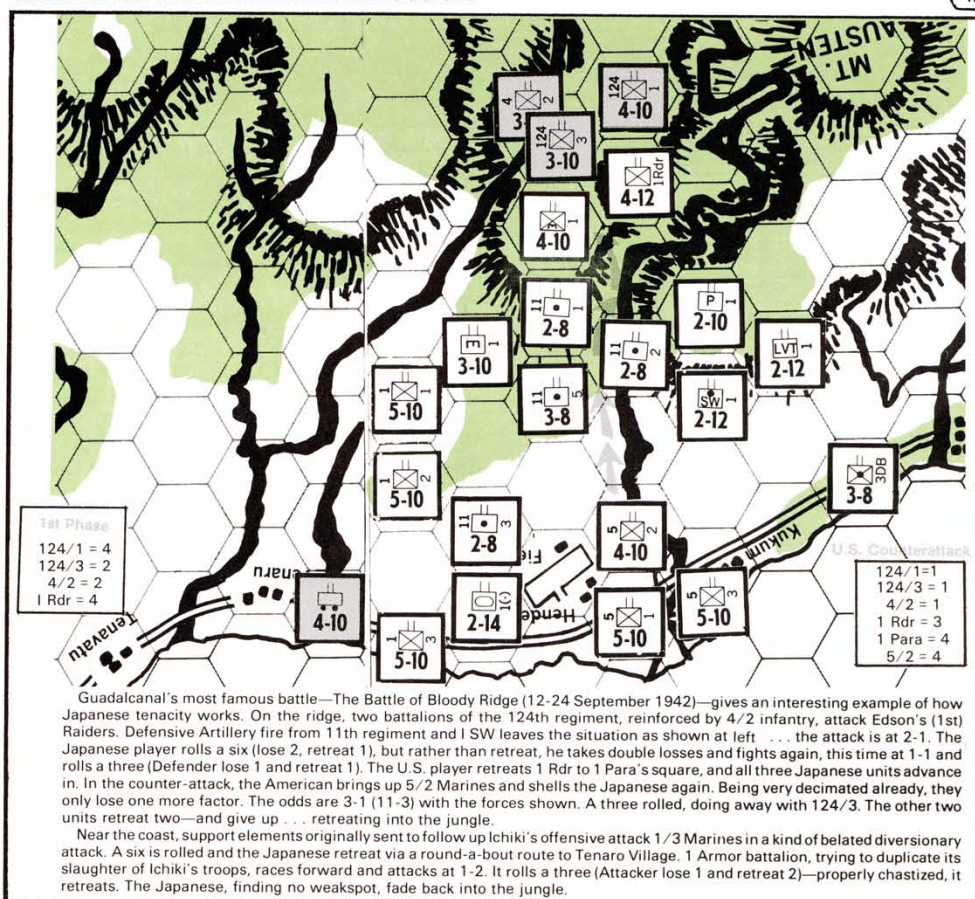 MT.
AUSTEN
4
2
3-
124
1
4-10
124
3
3-10
1Rdr
4-12
1
4-10
11
1
2-8
P
1
2-10
E
1
3-10
11
2
2-8
LVT
1
2-12
1
1
5-10
11
5
3-8
SW
1
2-12
1
2
5-10
3DB
3-8
11
3
2-8
Fie
5
2
4-10
Kukum
1st Phase
124/1 = 4
124/3 = 2
4/2 = 2
I Rdr = 4
U.S. Counterattack
124/1=1
124/3 = 1
4/2 = 1
1 Rdr = 3
1 Para = 4
5/2 = 4
enaru
Tenavatu
4-10
1
3
5-10
1(-)
2-14
Hende
5
1
5-10
5
3
5-10
Guadalcanal's most famous battle—The Battle of Bloody Ridge (12-24 September 1942)—gives an interesting example of how
Japanese tenacity works. On the ridge, two battalions of the 124th regiment, reinforced by 4/2 infantry, attack Edson's (1st)
Raiders. Defensive Artillery fire from 11th regiment and I SW leaves the situation as shown at left ... the attack is at 2-1. The
Japanese player rolls a six (lose 2, retreat 1), but rather than retreat, he takes double losses and fights again, this time at 1-1 and
rolls a three (Defender lose 1 and retreat 1). The U.S. player retreats 1 Rdr to 1 Para's square, and all three Japanese units advance
in. In the counter-attack, the American brings up 5/2 Marines and shells the Japanese again. Being very decimated already, they
only lose one more factor. The odds are 3-1 (11-3) with the forces shown. A three rolled, doing away with 124/3. The other two
units retreat two—and give up ... retreating into the jungle.
Near the coast, support elements originally sent to follow up Ichiki's offensive attack 1/3 Marines in a kind of belated diversionary
attack. A six is rolled and the Japanese retreat via a round-a-bout route to Tenaro Village. 1 Armor battalion, trying to duplicate its
slaughter of Ichiki's troops, races forward and attacks at 1-2. It rolls a three (Attacker lose 1 and retreat 2)—properly chastized, it
retreats. The Japanese, finding no weakspot, fade back into the jungle.